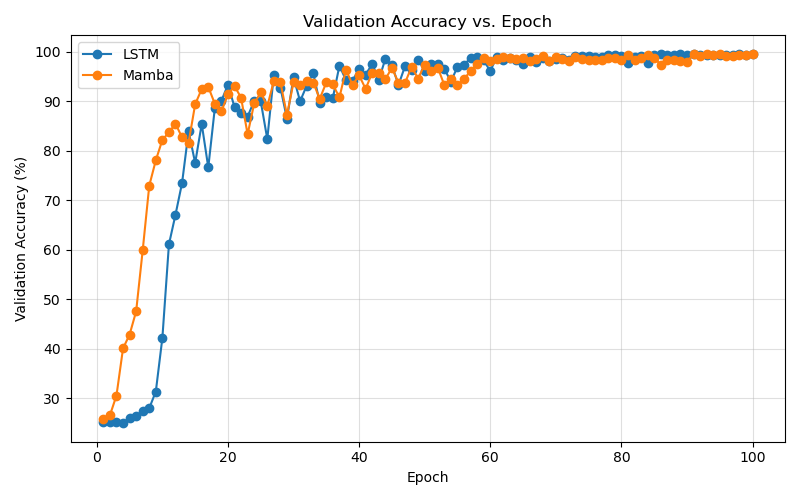 Validation Accuracy vs. Epoch
LSTM
Mamba
Validation Accuracy (%)
100
90
80
70
60
50
40
30
0 20 40 60 80 100
Epoch